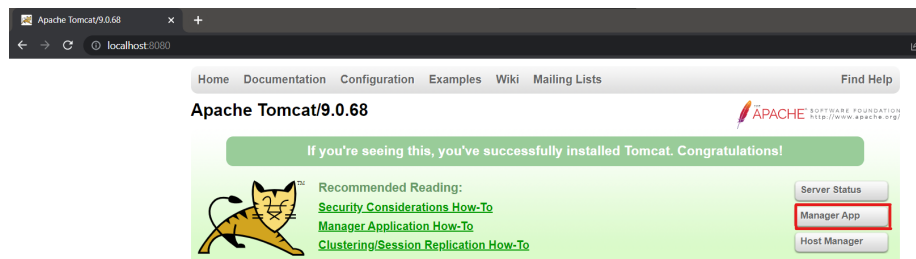 Apache Tomcat/9.0.68
localhost:8080
Home Documentation Configuration Examples Wiki Mailing Lists Find Help
Apache Tomcat/9.0.68
THE
APACHE® SOFTWARE FOUNDATION
http://www.apache.org/
If you're seeing this, you've successfully installed Tomcat. Congratulations!
TM
Recommended Reading:
Security Considerations How-To
Manager Application How-To
Clustering/Session Replication How-To
Server Status
Manager App
Host Manager